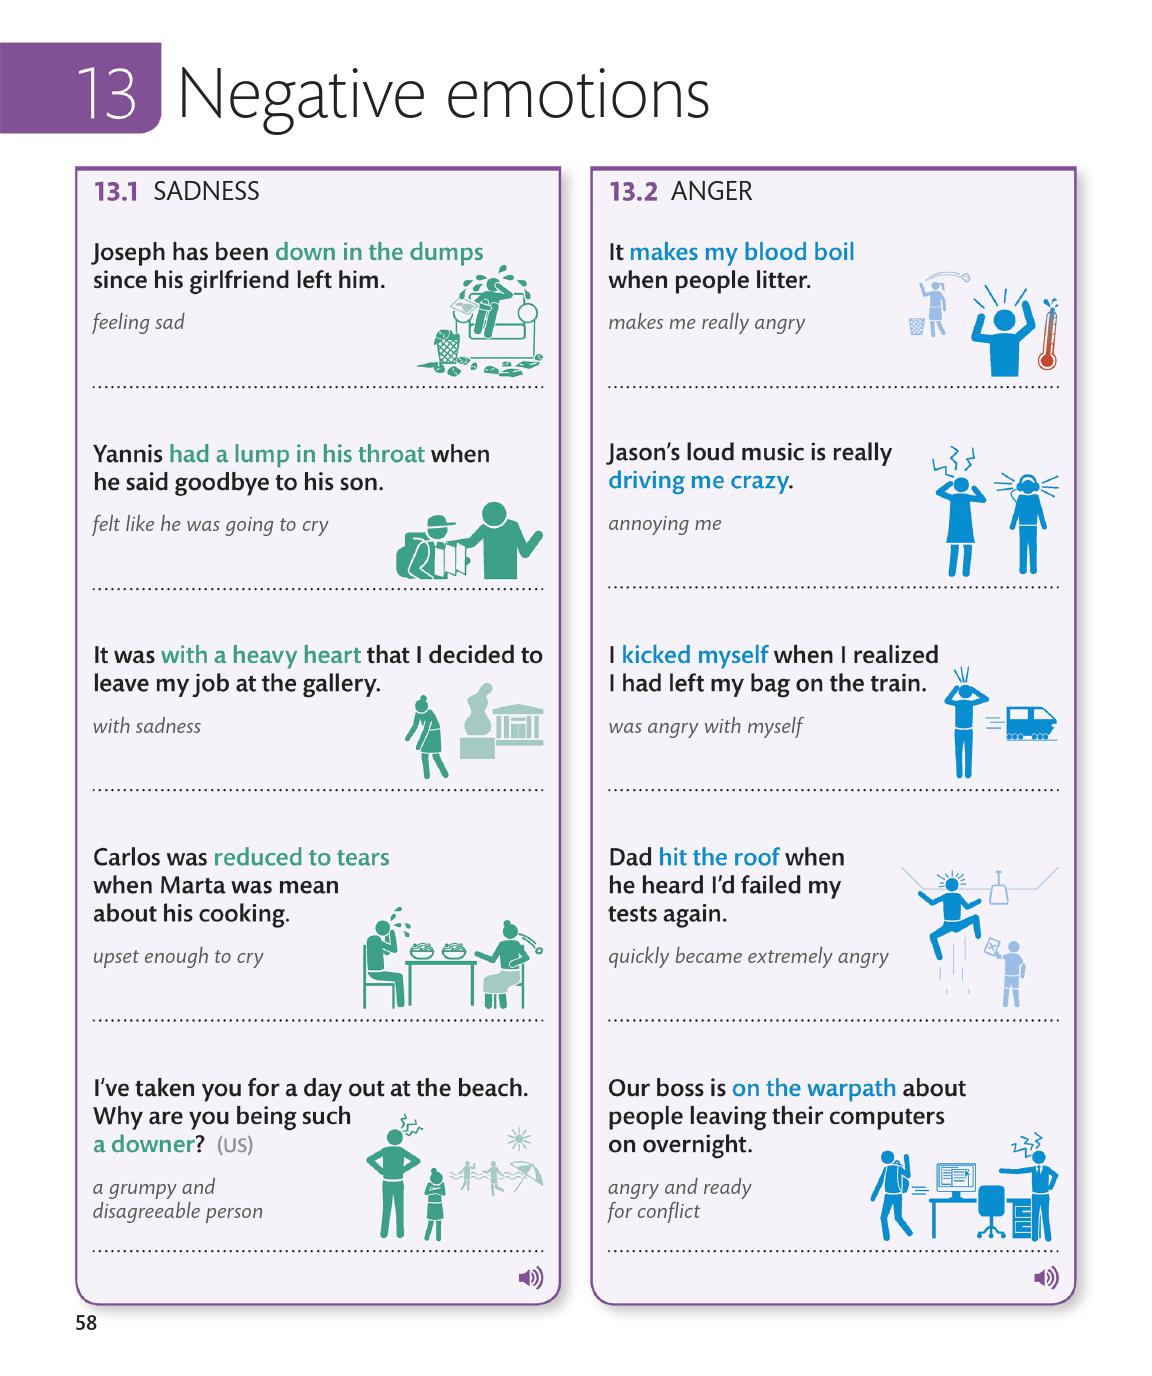 13 Negative emotions
13.1 SADNESS
Joseph has been down in the dumps
since his girlfriend left him.
feeling sad
Yannis had a lump in his throat when
he said goodbye to his son.
felt like he was going to cry
It was with a heavy heart that I decided to
leave my job at the gallery.
with sadness
Carlos was reduced to tears
when Marta was mean
about his cooking.
upset enough to cry
I’ve taken you for a day out at the beach.
Why are you being such
a downer? (US)
a grumpy and
disagreeable person
13.2 ANGER
It makes my blood boil
when people litter.
makes me really angry
Jason’s loud music is really
driving me crazy.
annoying me
I kicked myself when I realized
I had left my bag on the train.
was angry with myself
Dad hit the roof when
he heard I’d failed my
tests again.
quickly became extremely angry
Our boss is on the warpath about
people leaving their computers
on overnight.
angry and ready
for conflict
58